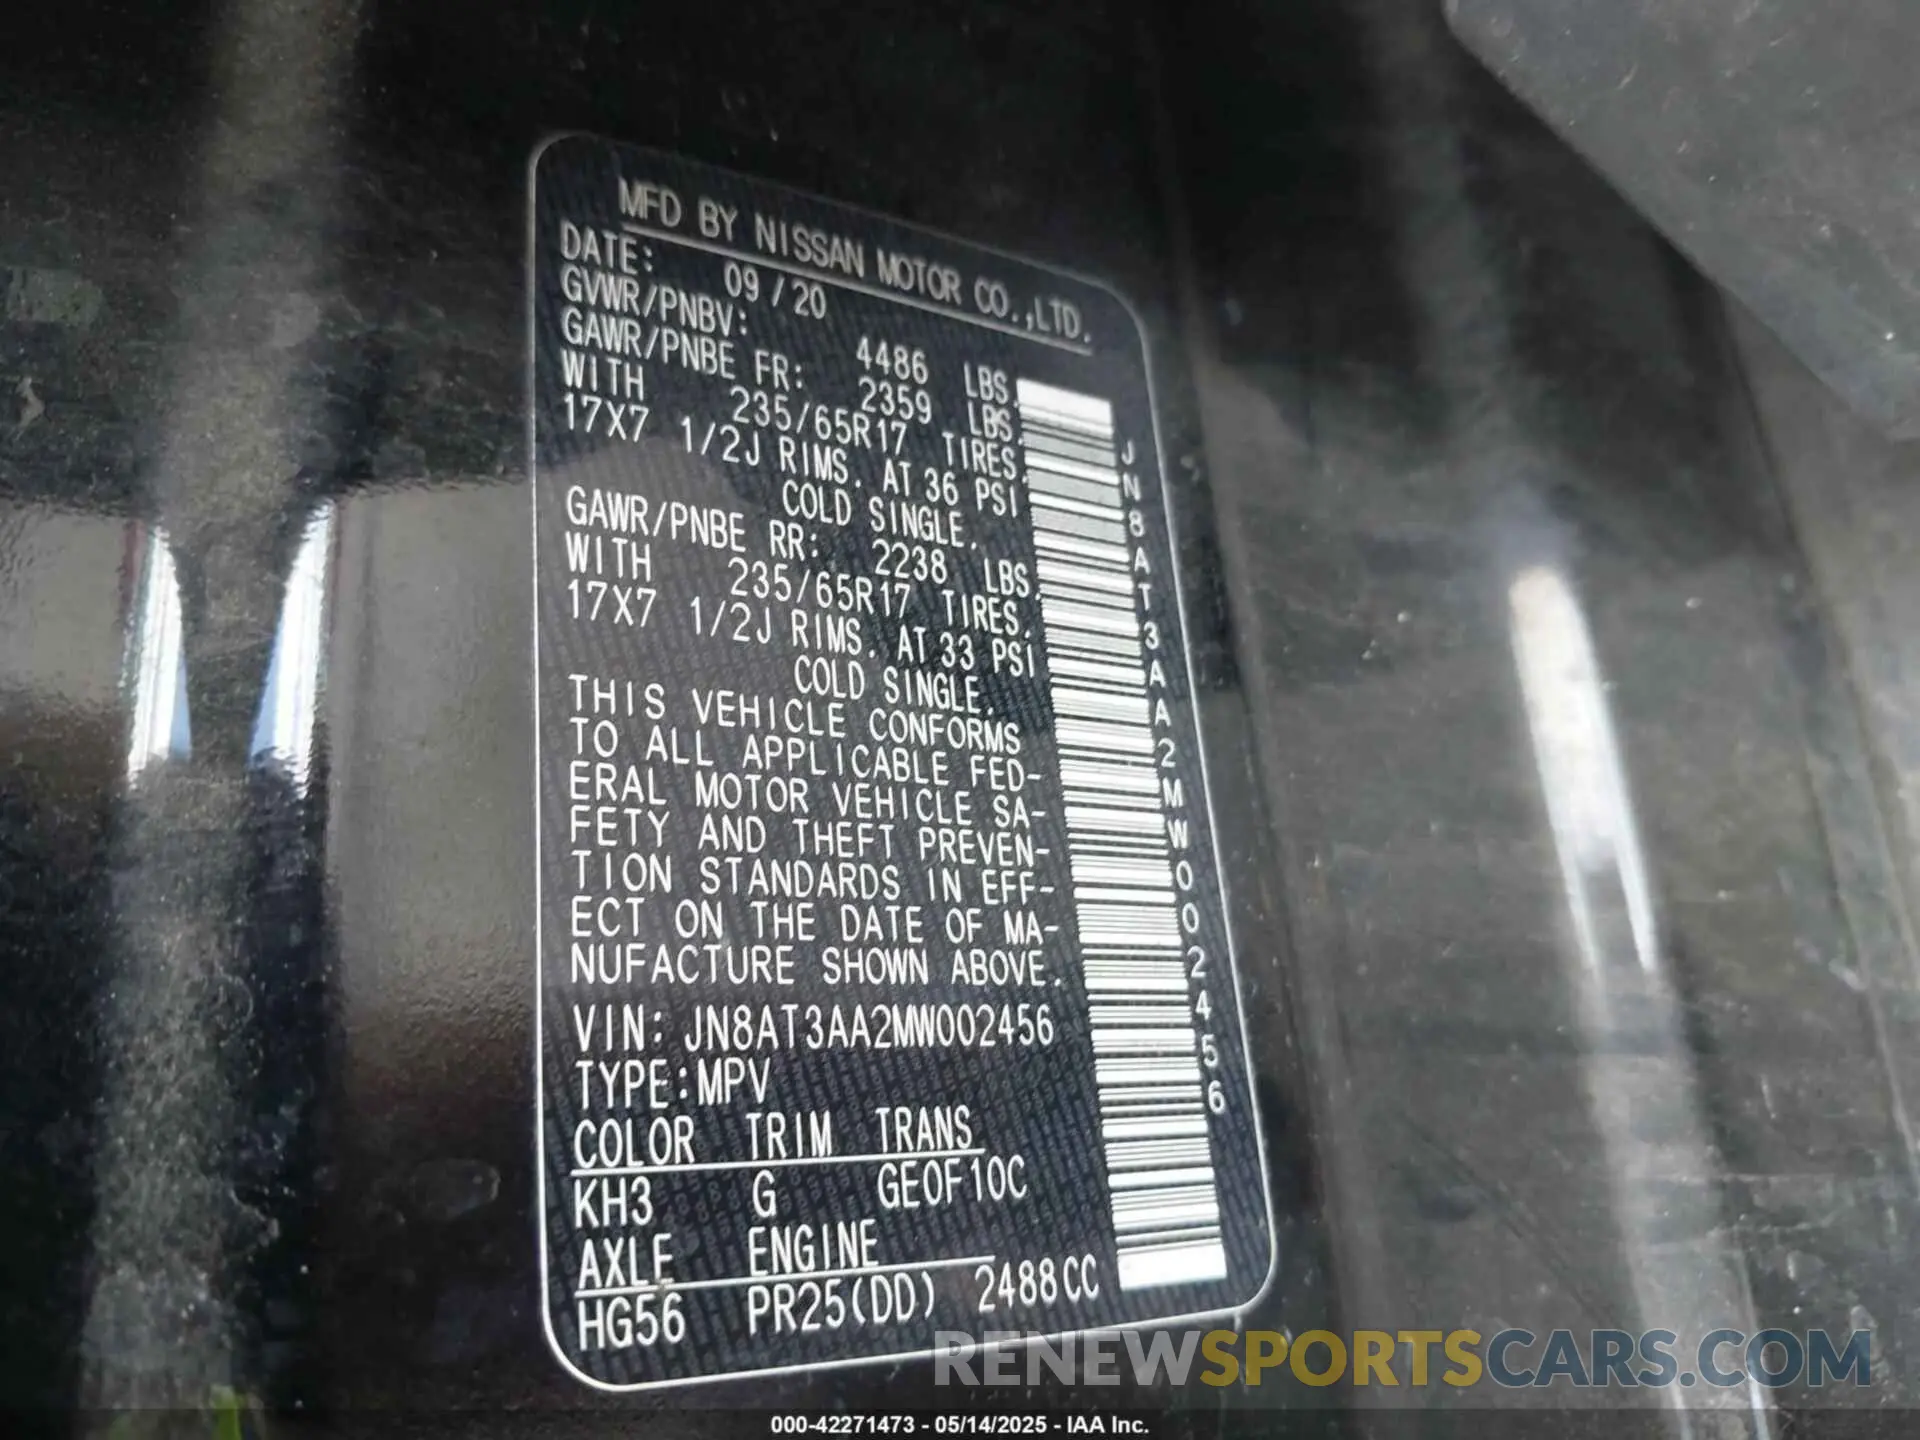 MFD BY NISSAN MOTOR CO.,LTD.
DATE: 09/20
GVWR/PNBV: 4486 LBS.
GAWR/PNBE FR: 2359 LBS.
WITH 235/65R17 TIRES.
17X7 1/2J RIMS. AT 36 PSI
COLD SINGLE.
GAWR/PNBE RR: 2238 LBS.
WITH 235/65R17 TIRES.
17X7 1/2J RIMS. AT 33 PSI
COLD SINGLE.
THIS VEHICLE CONFORMS
TO ALL APPLICABLE FED-
ERAL MOTOR VEHICLE SA-
FETY AND THEFT PREVEN-
TION STANDARDS IN EFF-
ECT ON THE DATE OF MA-
NUFACTURE SHOWN ABOVE.
VIN: JN8AT3AA2MW002456
TYPE:MPV
COLOR TRIM TRANS
KH3 G GE0F10C
AXLE ENGINE
HG56 PR25(DD) 2488CC
JN8AT3AA2MW002456
RENEWSPORTSCARS.COM
000-42271473 - 05/14/2025 - IAA Inc.